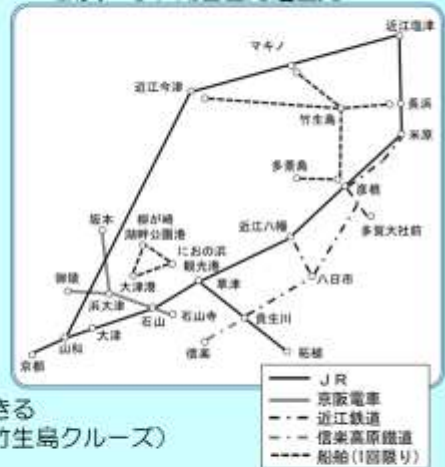 近江塩津
マキノ
近江今津
長浜
竹生島
米原
多景島
彦根
坂本
柳が崎
湖畔公園港
近江八幡
多賀大社前
におの浜
観光港
御陵
大津港
草津
八日市
浜大津
石山
石山寺
貴生川
大津
山科
信楽
柘植
京都
JR
京阪電車
近江鉄道
信楽高原鐵道
船舶(1回限り)
きる
竹生島クルーズ)